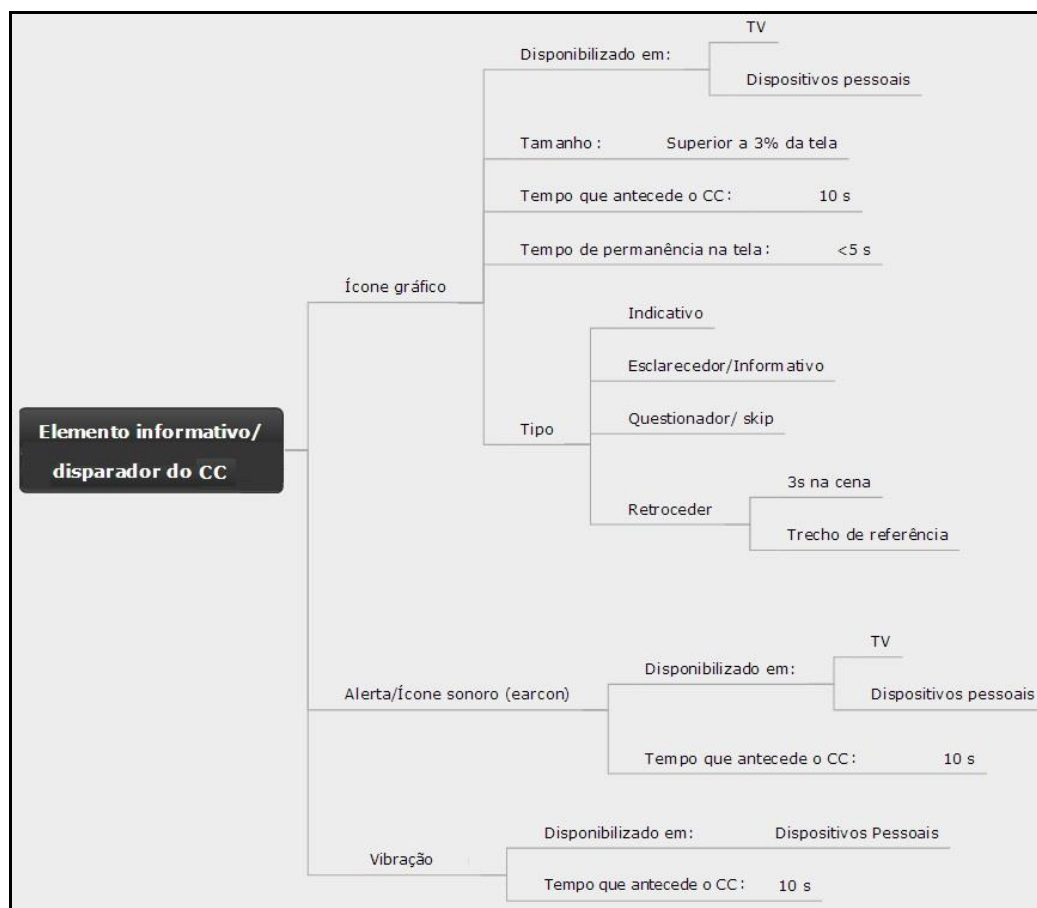 TV
Disponibilizado em:
Dispositivos pessoais
Tamanho: Superior a 3% da tela
Tempo que antecede o CC: 10 s
Tempo de permanência na tela: <5 s
Ícone gráfico
Indicativo
Esclarecedor/Informativo
Questionador/ skip
Tipo
Retroceder
3s na cena
Trecho de referência
Elemento informativo/
disparador do CC
TV
Disponibilizado em:
Dispositivos pessoais
Alerta/Ícone sonoro (earcon)
Tempo que antecede o CC: 10 s
Disponibilizado em: Dispositivos Pessoais
Vibração
Tempo que antecede o CC: 10 s